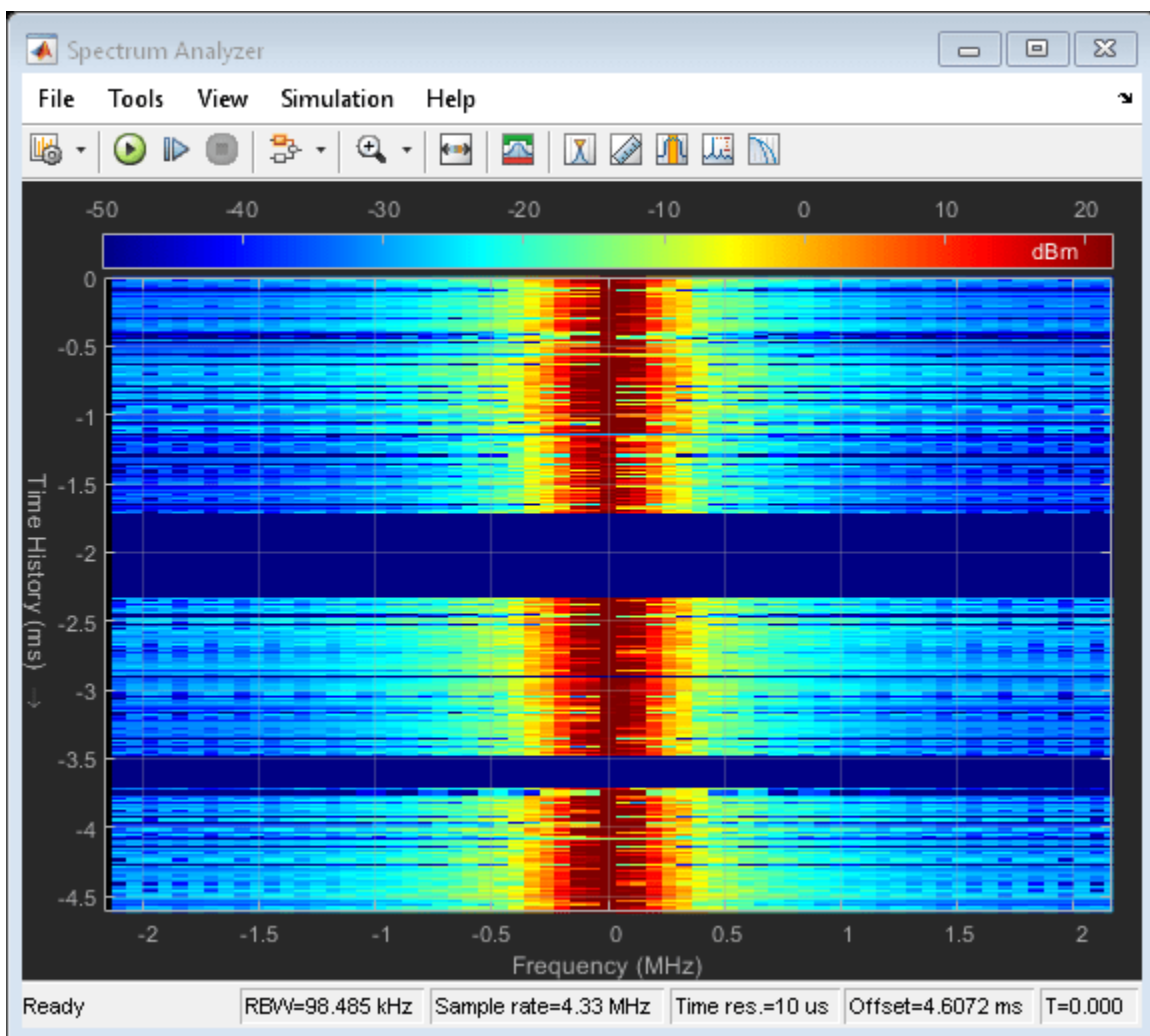 Spectrum Analyzer
File Tools View Simulation Help
-50 -40 -30 -20 -10 0 10 20
dBm
0
-0.5
-1
-1.5
-2
-2.5
-3
-3.5
-4
-4.5
Time History (ms) →
-2 -1.5 -1 -0.5 0 0.5 1 1.5 2
Frequency (MHz)
Ready RBW=98.485 kHz Sample rate=4.33 MHz Time res.=10 us Offset=4.6072 ms T=0.000